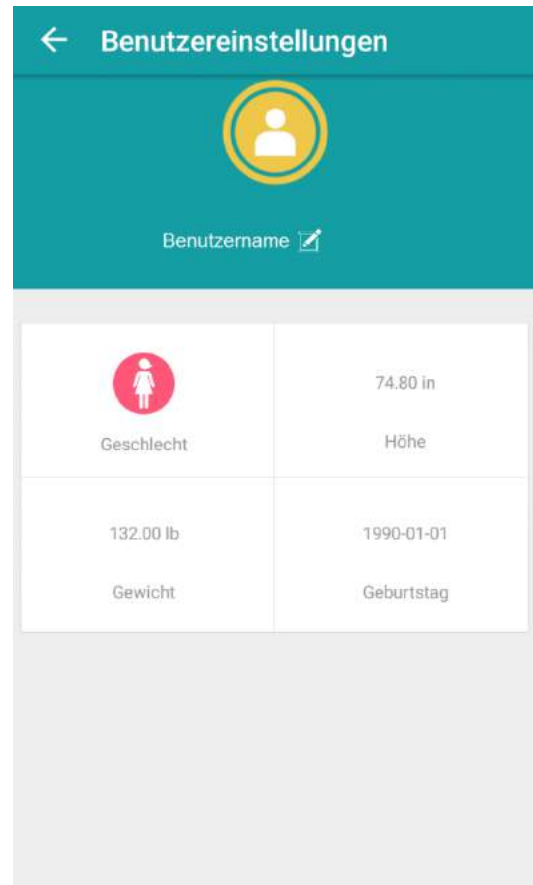 Benutzereinstellungen
Benutzername
Geschlecht
74.80 in
Höhe
132.00 lb
Gewicht
1990-01-01
Geburtstag